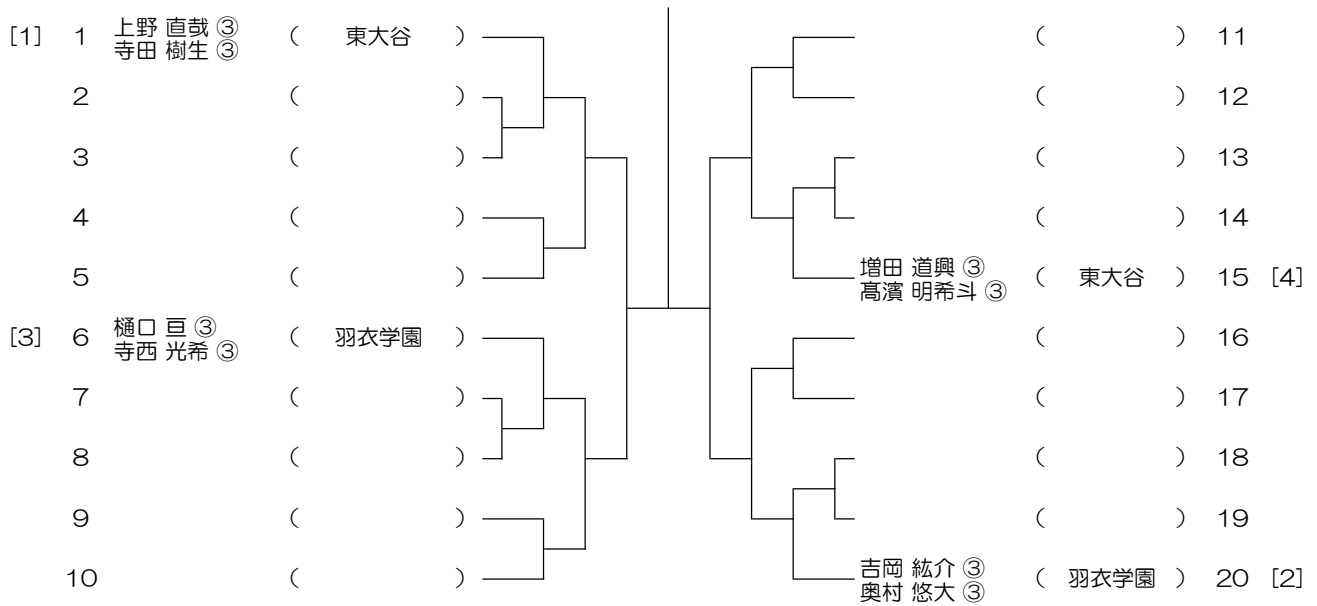 [1] 1 上野 直哉 ③ ( 東大谷 )
寺田 樹生 ③
2 ( )
3 ( )
4 ( )
5 ( )
[3] 6 樋口 亘 ③ ( 羽衣学園 )
寺西 光希 ③
7 ( )
8 ( )
9 ( )
10 ( )
( ) 11
( ) 12
( ) 13
( ) 14
増田 道興 ③ ( 東大谷 ) 15 [4]
髙濱 明希斗 ③
( ) 16
( ) 17
( ) 18
( ) 19
吉岡 紘介 ③ ( 羽衣学園 ) 20 [2]
奥村 悠大 ③